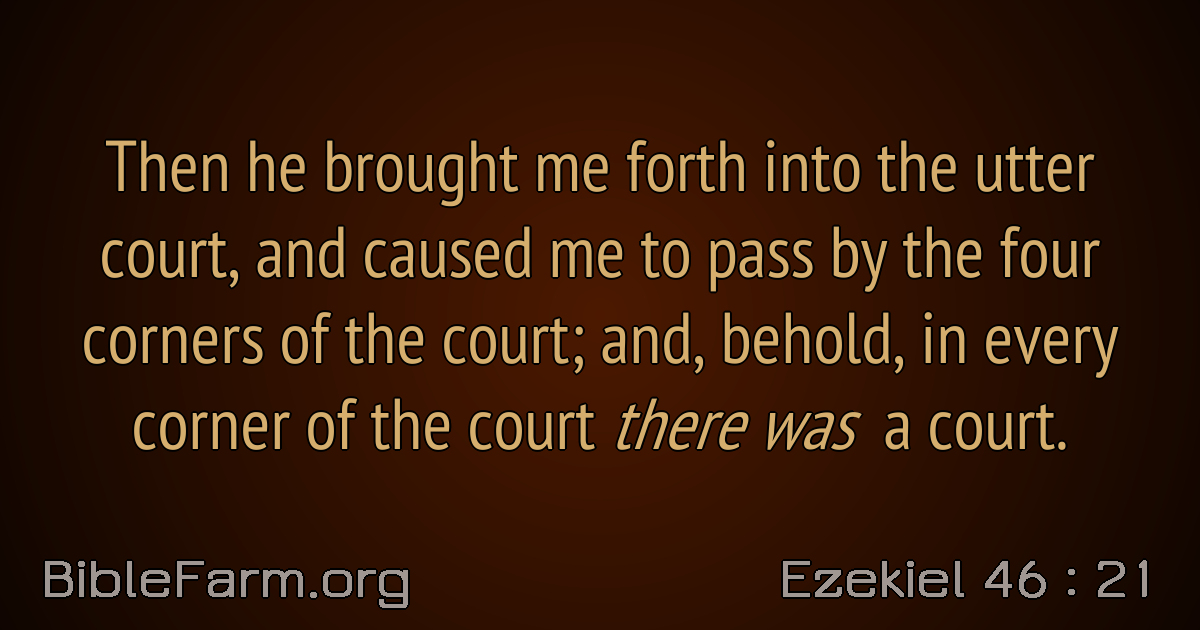 Then he brought me forth into the utter
court, and caused me to pass by the four
corners of the court; and, behold, in every
corner of the court there was a court.
BibleFarm.org
Ezekiel 46 : 21